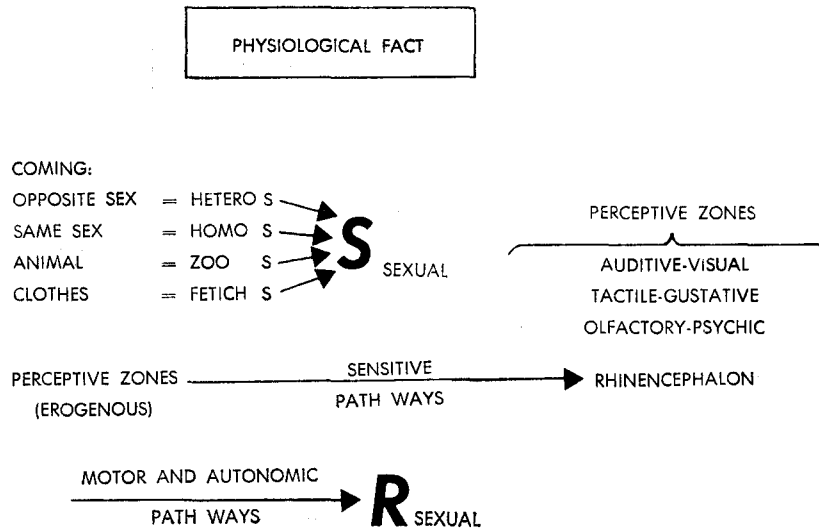 PHYSIOLOGICAL FACT
COMING:
OPPOSITE SEX = HETERO S
SAME SEX = HOMO S
ANIMAL = ZOO S
CLOTHES = FETICH S
S SEXUAL
PERCEPTIVE ZONES
AUDITIVE-VISUAL
TACTILE-GUSTATIVE
OLFACTORY-PSYCHIC
PERCEPTIVE ZONES
(EROGENOUS)
SENSITIVE
PATH WAYS
RHINENCEPHALON
MOTOR AND AUTONOMIC
PATH WAYS
R SEXUAL